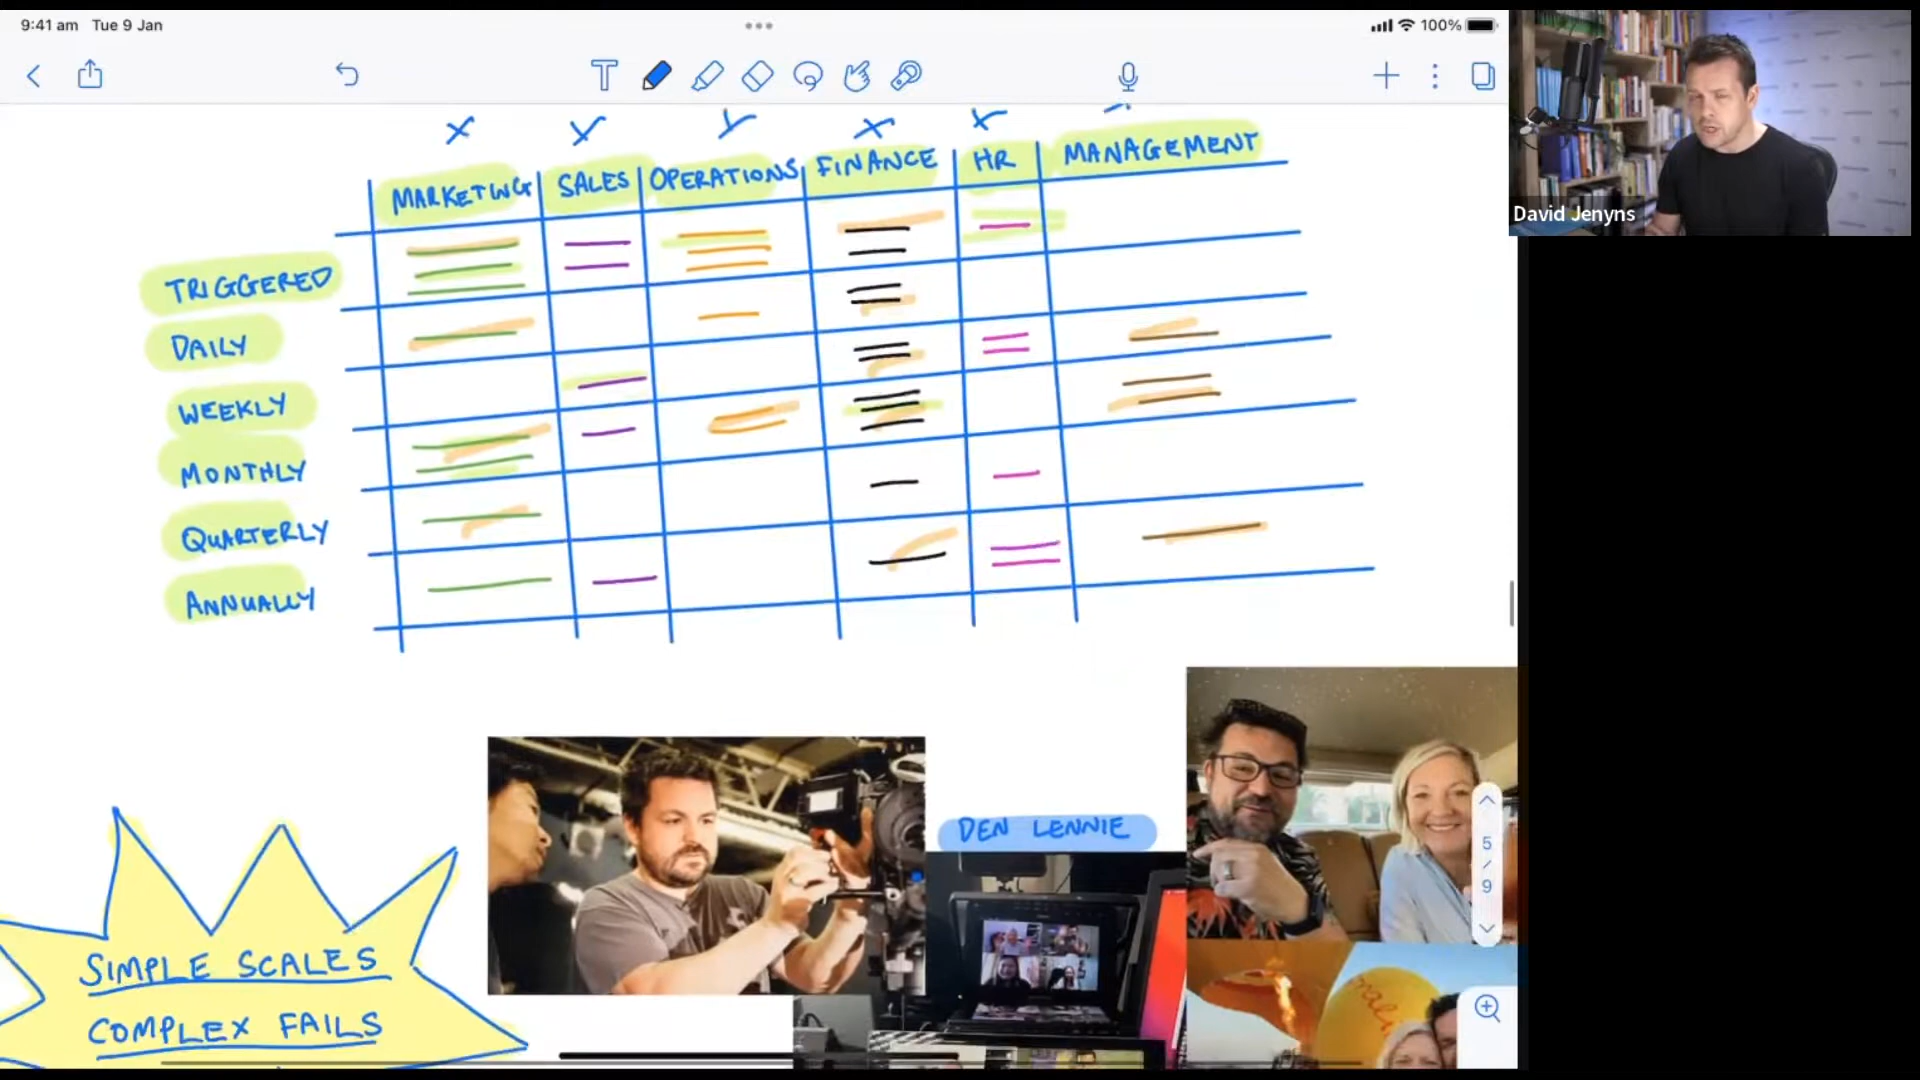 9:41 am Tue 9 Jan
100%
David Jenyns
MARKETING SALES OPERATIONS FINANCE HR MANAGEMENT
TRIGGERED
DAILY
WEEKLY
MONTHLY
QUARTERLY
ANNUALLY
DEN LENNIE
5
/
9
SIMPLE SCALES
COMPLEX FAILS